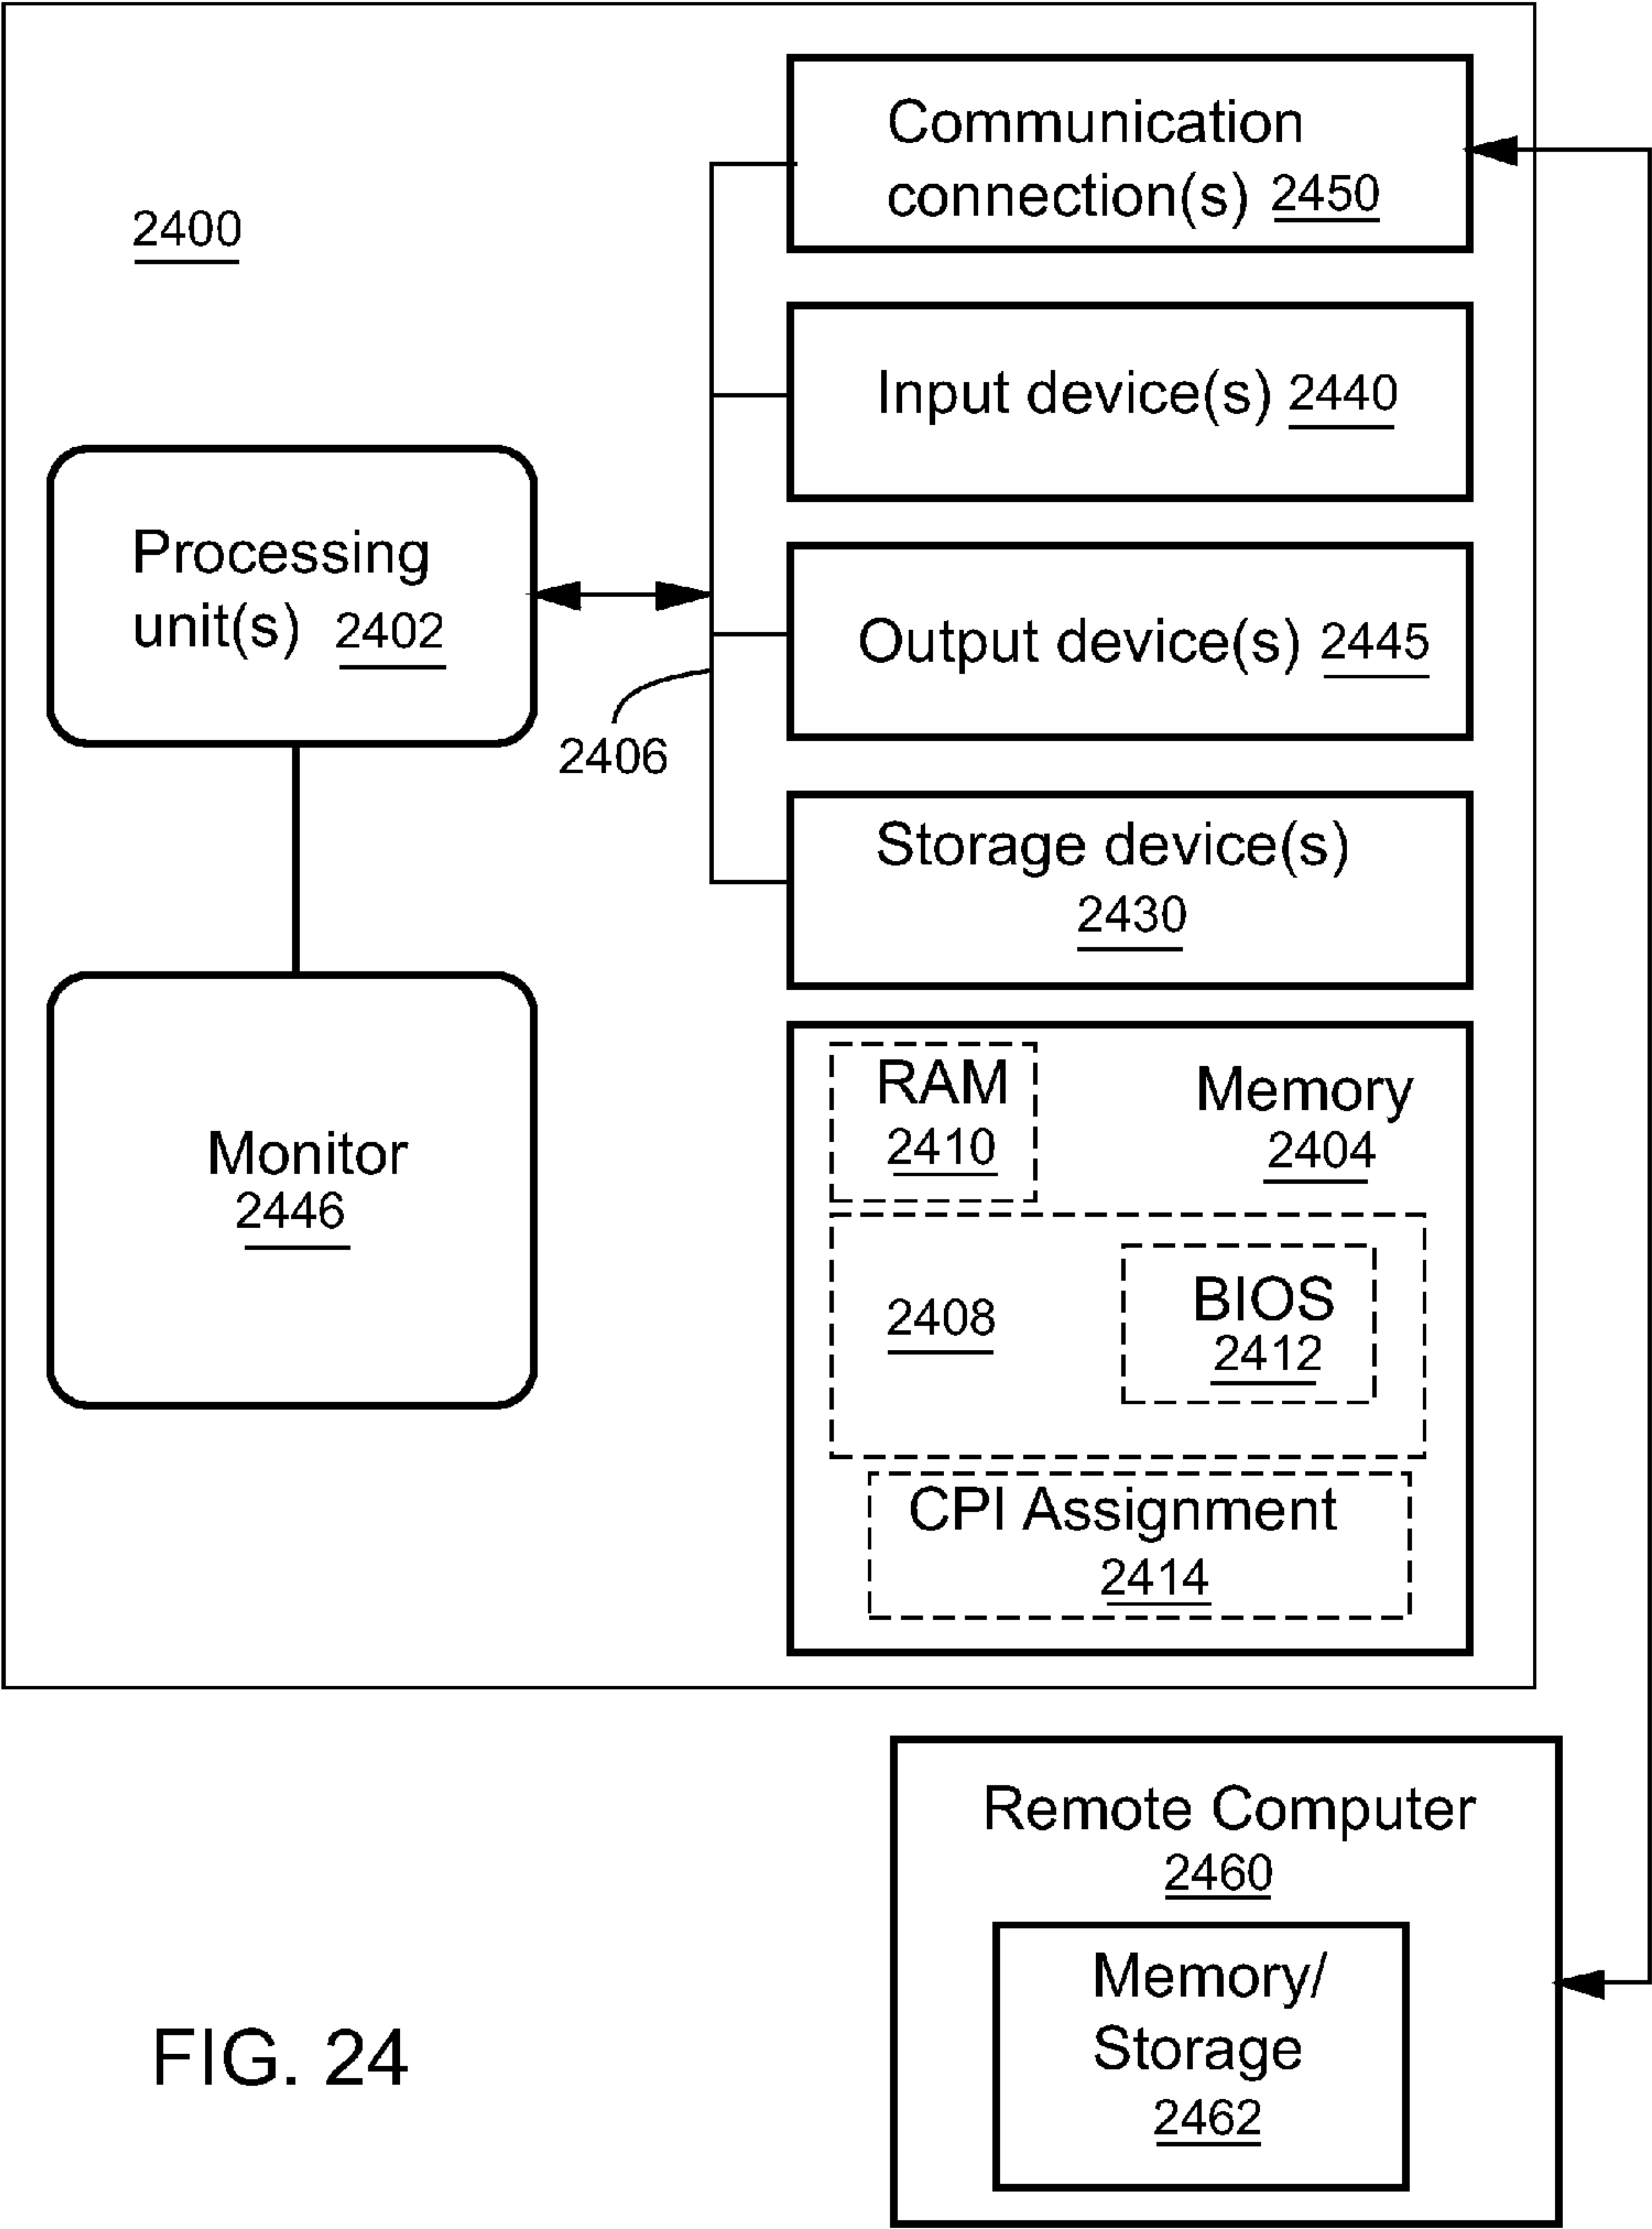 2400
Communication
connection(s) 2450
Input device(s) 2440
Processing
unit(s) 2402
Output device(s) 2445
2406
Storage device(s)
2430
Monitor
2446
RAM
2410
Memory
2404
2408
BIOS
2412
CPI Assignment
2414
Remote Computer
2460
Memory/
Storage
2462
FIG. 24